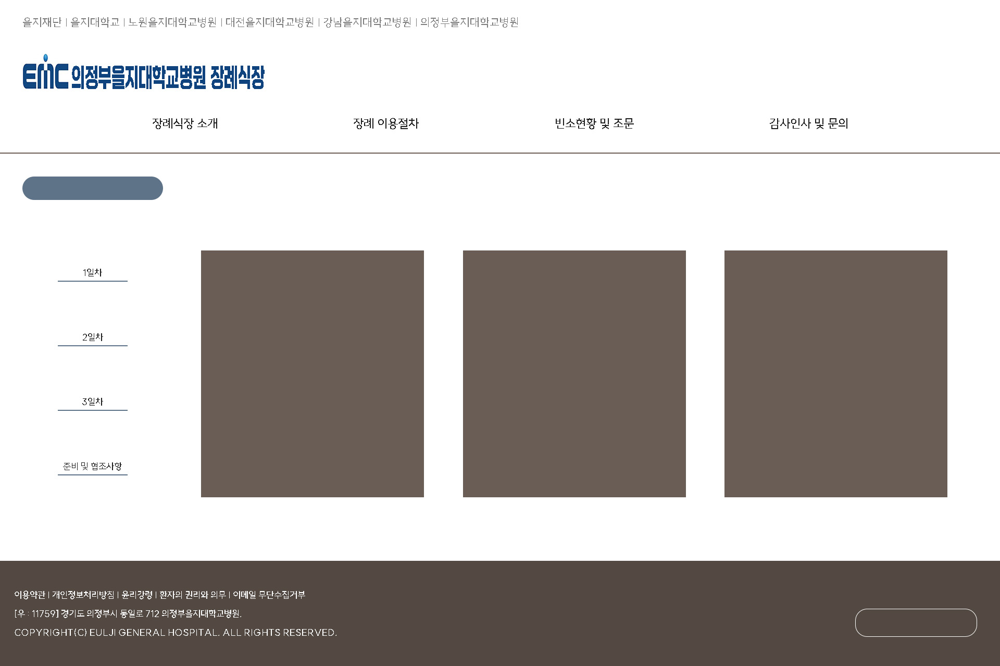 을지재단 | 을지대학교 | 노원을지대학교병원 | 대전을지대학교병원 | 강남을지대학교병원 | 의정부을지대학교병원
EMC 의정부을지대학교병원 장례식장
장례식장 소개 장례 이용절차 빈소현황 및 조문 감사인사 및 문의
1일차
2일차
3일차
준비 및 협조사항
이용약관 | 개인정보처리방침 | 윤리강령 | 환자의 권리와 의무 | 이메일 무단수집거부
[우 : 11759] 경기도 의정부시 동일로 712 의정부을지대학교병원.
COPYRIGHT(C) EULJI GENERAL HOSPITAL. ALL RIGHTS RESERVED.